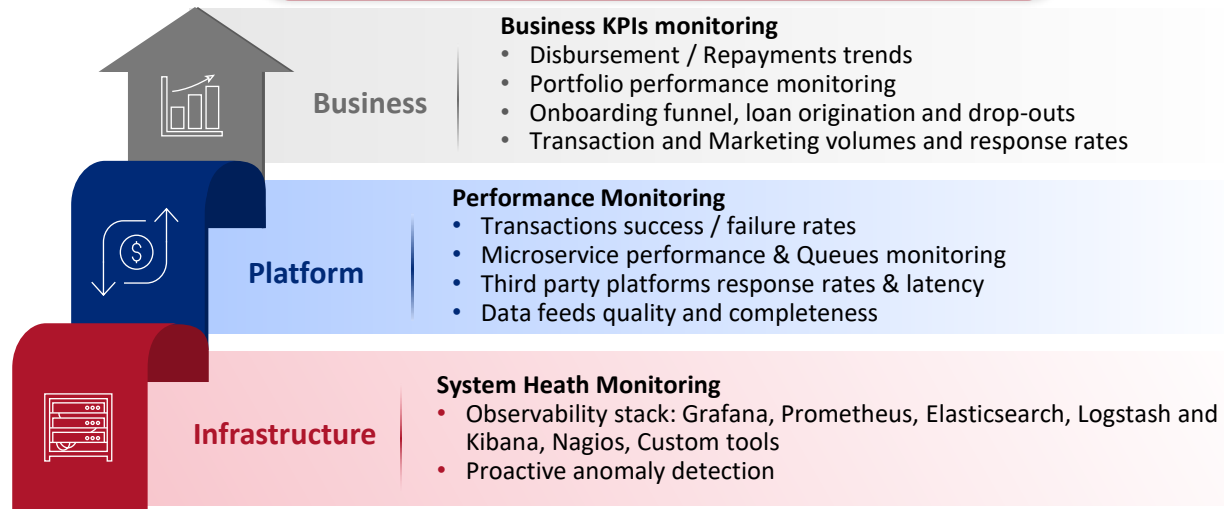 Business
Business KPIs monitoring
• Disbursement / Repayments trends
• Portfolio performance monitoring
• Onboarding funnel, loan origination and drop-outs
• Transaction and Marketing volumes and response rates
$
Platform
Performance Monitoring
• Transactions success / failure rates
• Microservice performance & Queues monitoring
• Third party platforms response rates & latency
• Data feeds quality and completeness
Infrastructure
System Heath Monitoring
• Observability stack: Grafana, Prometheus, Elasticsearch, Logstash and
Kibana, Nagios, Custom tools
• Proactive anomaly detection